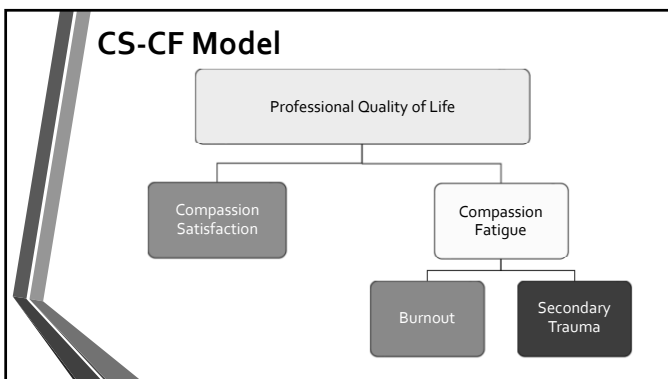 CS-CF Model
Professional Quality of Life
Compassion
Satisfaction
Compassion
Fatigue
Burnout
Secondary
Trauma